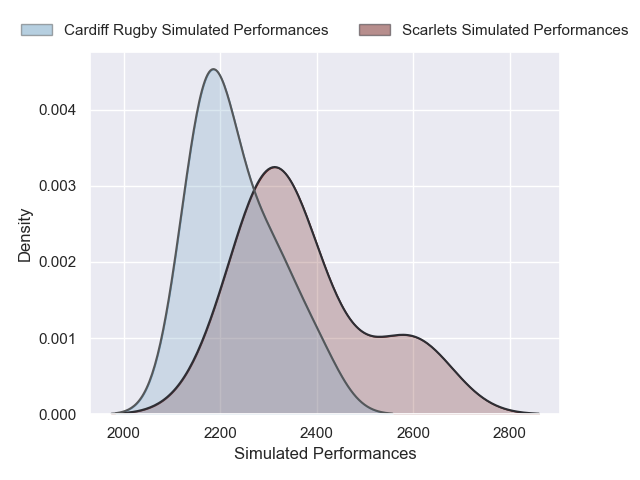 Cardiff Rugby Simulated Performances Scarlets Simulated Performances
0.004
0.003
0.002
0.001
0.000
Density
2000 2200 2400 2600 2800
Simulated Performances